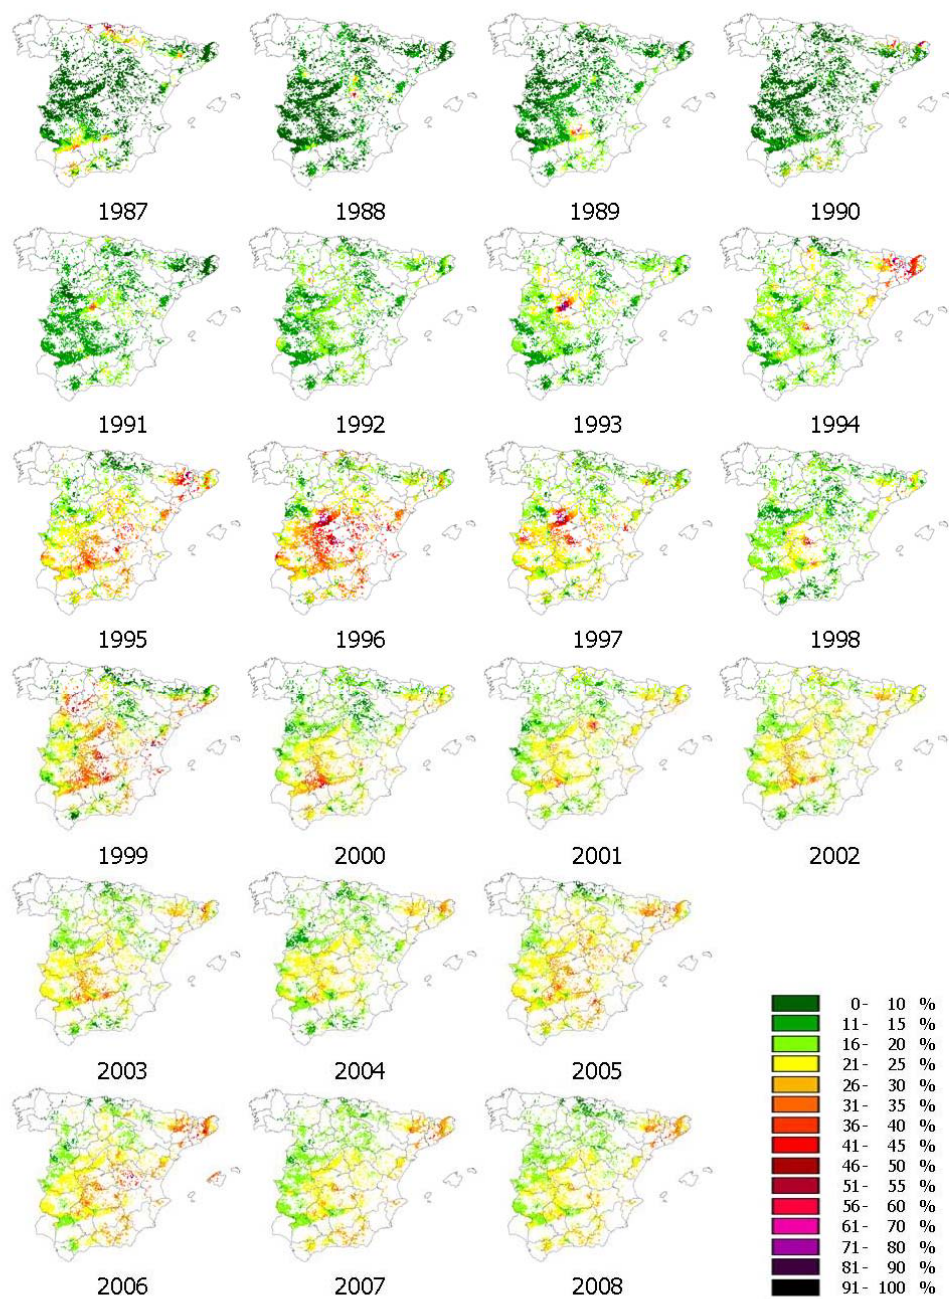 1987 1988 1989 1990
1991 1992 1993 1994
1995 1996 1997 1998
1999 2000 2001 2002
2003 2004 2005
0- 10 %
11- 15 %
16- 20 %
21- 25 %
26- 30 %
31- 35 %
36- 40 %
41- 45 %
46- 50 %
51- 55 %
56- 60 %
61- 70 %
71- 80 %
81- 90 %
91- 100 %
2006 2007 2008